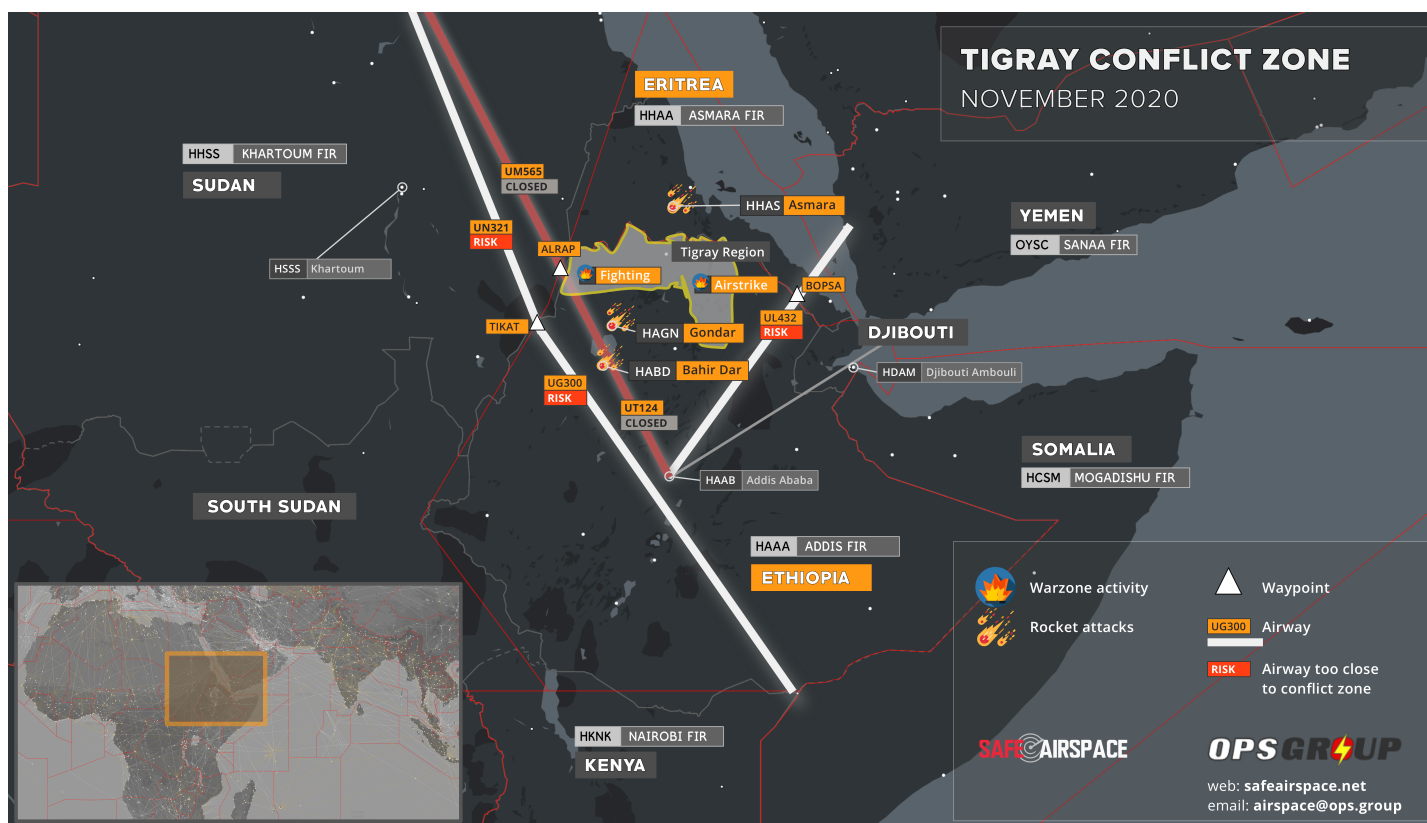 TIGRAY CONFLICT ZONE
NOVEMBER 2020
ERITREA
HHAA ASMARA FIR
HHSS KHARTOUM FIR
SUDAN
UM565
CLOSED
HHAS Asmara
YEMEN
OYSC SANAA FIR
UN321
RISK
ALRAP
Tigray Region
HSSS Khartoum
Fighting
Airstrike
BOPSA
TIKAT
UL432
RISK
HAGN Gondar
DJIBOUTI
HABD Bahir Dar
HDAM Djibouti Ambouli
UG300
RISK
UT124
CLOSED
SOMALIA
HCSM MOGADISHU FIR
HAAB Addis Ababa
SOUTH SUDAN
HAAA ADDIS FIR
ETHIOPIA
HKNK NAIROBI FIR
KENYA
Warzone activity
Waypoint
Rocket attacks
UG300 Airway
RISK Airway too close
to conflict zone
SAFE AIRSPACE
OPSGROUP
web: safeairspace.net
email: airspace@ops.group